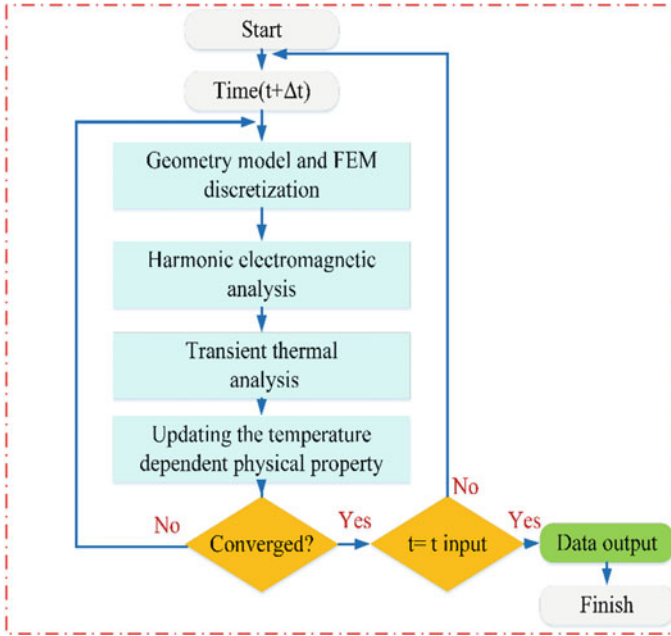 Start
Time(t+Δt)
Geometry model and FEM
discretization
Harmonic electromagnetic
analysis
Transient thermal
analysis
Updating the temperature
dependent physical property
No
Converged?
Yes
No
t= t input
Yes
Data output
Finish